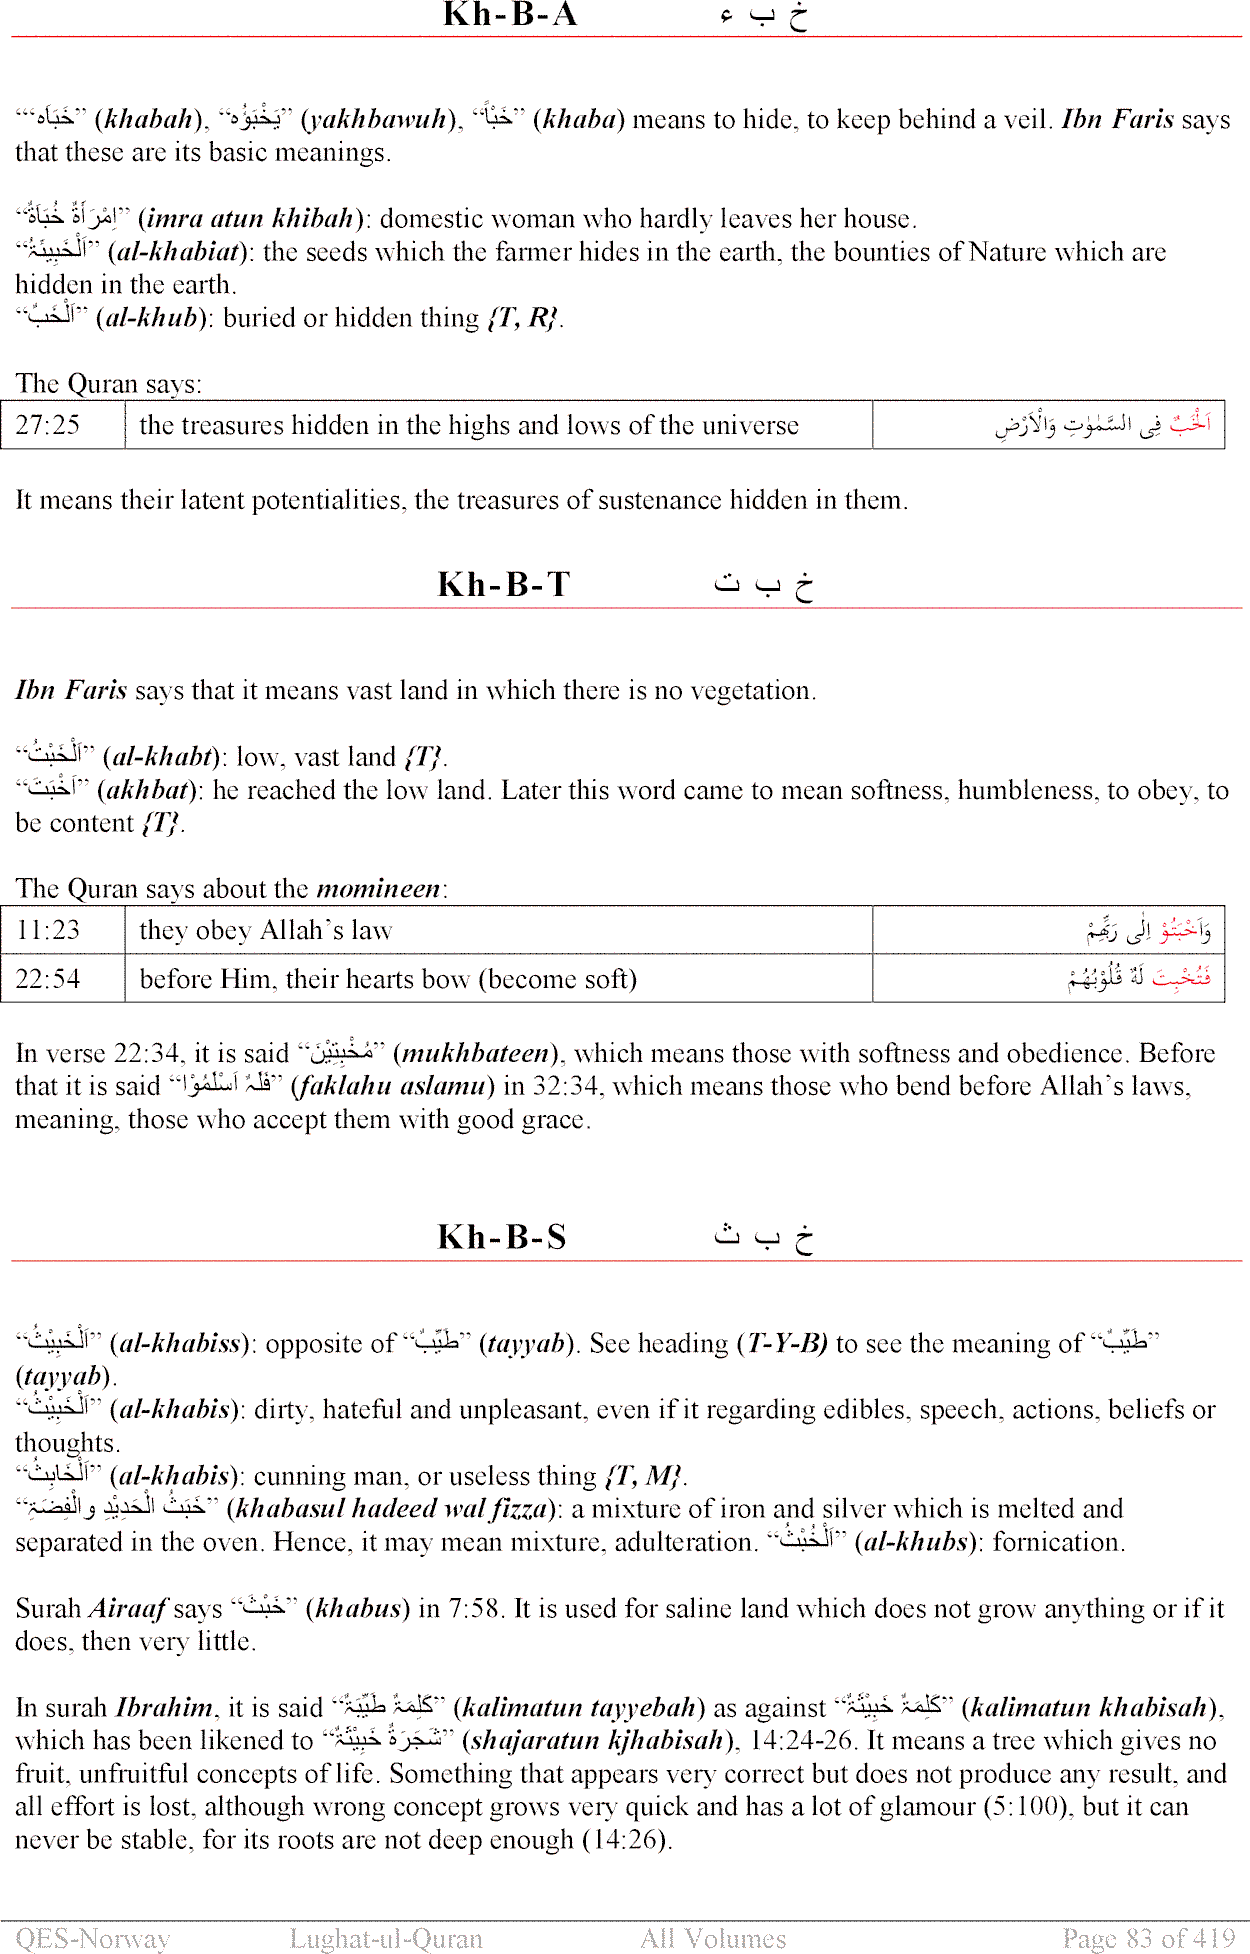 Kh-B-A خ ب ء
“““خَبَاَه” (khabah), “يَخْبَوُه” (yakhbawuh), “خَبْاً” (khaba) means to hide, to keep behind a veil. Ibn Faris says
that these are its basic meanings.
“اِمْرَأَةٌ خُبَأَةٌ” (imra atun khibah): domestic woman who hardly leaves her house.
“اَلْخَبِيئَةُ” (al-khabiat): the seeds which the farmer hides in the earth, the bounties of Nature which are
hidden in the earth.
“اَلْخَبُ” (al-khub): buried or hidden thing {T, R}.
The Quran says:
27:25 the treasures hidden in the highs and lows of the universe اَلْخَبٌ فِى السَّمٰوٰتِ وَالْاَرْضِ
It means their latent potentialities, the treasures of sustenance hidden in them.
Kh-B-T خ ب ت
Ibn Faris says that it means vast land in which there is no vegetation.
“اَلْخَبْتُ” (al-khabt): low, vast land {T}.
“اَخْبَتَ” (akhbat): he reached the low land. Later this word came to mean softness, humbleness, to obey, to
be content {T}.
The Quran says about the momineen:
11:23 they obey Allah’s law وَاَخْبَتُوْ اِلٰى رَبِّهِمْ
22:54 before Him, their hearts bow (become soft) فَتُخْبِتَ لَهٗ قُلُوْبُهُمْ
In verse 22:34, it is said “مُخْبِتِيْنَ” (mukhbateen), which means those with softness and obedience. Before
that it is said “فَلَہٗ اَسْلَمُوْا” (faklahu aslamu) in 32:34, which means those who bend before Allah’s laws,
meaning, those who accept them with good grace.
Kh-B-S خ ب ث
“اَلْخَبِيْثُ” (al-khabiss): opposite of “طَيِّبٌ” (tayyab). See heading (T-Y-B) to see the meaning of “طَيِّبٌ”
(tayyab).
“اَلْخَبِيْثُ” (al-khabis): dirty, hateful and unpleasant, even if it regarding edibles, speech, actions, beliefs or
thoughts.
“اَلْخَابِثُ” (al-khabis): cunning man, or useless thing {T, M}.
“خَبَثُ الْحَدِيْدِ و الْفِضَۃِ” (khabasul hadeed wal fizza): a mixture of iron and silver which is melted and
separated in the oven. Hence, it may mean mixture, adulteration. “اَلْخُبْثُ” (al-khubs): fornication.
Surah Airaaf says “خَبْثَ” (khabus) in 7:58. It is used for saline land which does not grow anything or if it
does, then very little.
In surah Ibrahim, it is said “كَلِمَۃٌ طَيِّبَۃٌ” (kalimatun tayyebah) as against “كَلِمَۃٌ خَبِيْثَۃٌ” (kalimatun khabisah),
which has been likened to “شَجَرَةٌ خَبِيْثَۃٌ” (shajaratun kjhabisah), 14:24-26. It means a tree which gives no
fruit, unfruitful concepts of life. Something that appears very correct but does not produce any result, and
all effort is lost, although wrong concept grows very quick and has a lot of glamour (5:100), but it can
never be stable, for its roots are not deep enough (14:26).
QES-Norway Lughat-ul-Quran All Volumes Page 83 of 419